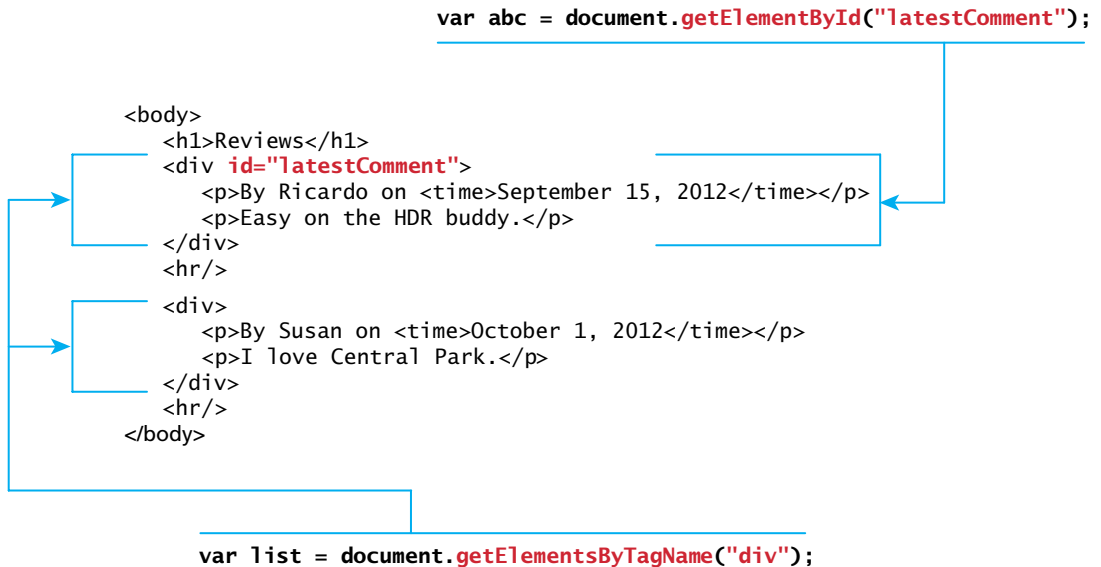 var abc = document.getElementById("latestComment");
<body>
<h1>Reviews</h1>
<div id="latestComment">
<p>By Ricardo on <time>September 15, 2012</time></p>
<p>Easy on the HDR buddy.</p>
</div>
<hr/>
<div>
<p>By Susan on <time>October 1, 2012</time></p>
<p>I love Central Park.</p>
</div>
<hr/>
</body>
var list = document.getElementsByTagName("div");